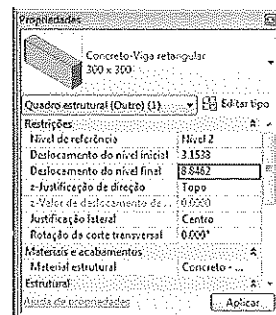 Propriedades
Concreto-Viga retangular
300 x 300
Quadro estrutural (Outro) (1) Editar tipo
Restrições
Nível de referência Nível 2
Deslocamento do nível inicial 3.1538
Deslocamento do nível final 8.8462
z-Justificação de direção Topo
z-Valor de deslocamento de... 0.0000
Justificação lateral Centro
Rotação da corte transversal 0.000°
Materiais e acabamentos
Material estrutural Concreto - ...
Estrutural
Ajuda de propriedades Aplicar